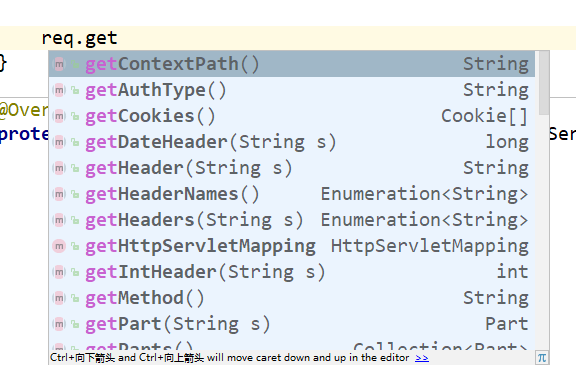 req.get
getContextPath() String
}
getAuthType() String
@Over
getCookies() Cookie[]
prote
getDateHeader(String s) long
Ser
getHeader(String s) String
getHeaderNames() Enumeration<String>
getHeaders(String s) Enumeration<String>
getHttpServletMapping HttpServletMapping
getIntHeader(String s) int
getMethod() String
getPart(String s) Part
getParts() Collection<Part>
Ctrl+向下箭头 and Ctrl+向上箭头 will move caret down and up in the editor >>
π